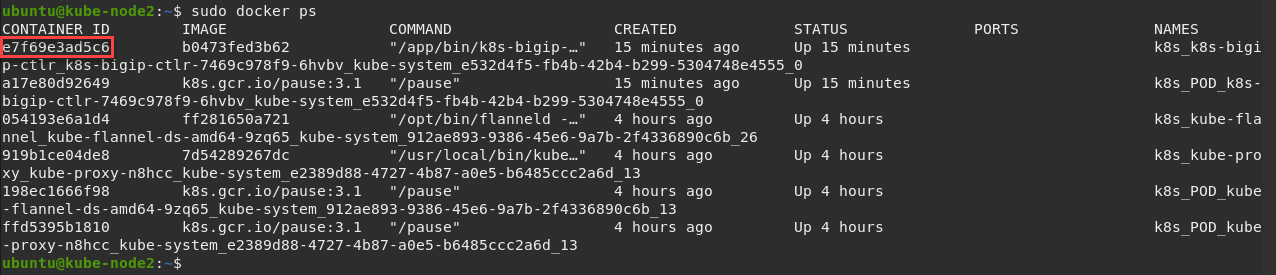 ubuntu@kube-node2:~$ sudo docker ps
CONTAINER ID        IMAGE                  COMMAND                  CREATED             STATUS              PORTS               NAMES
e7f69e3ad5c6        b0473fed3b62           "/app/bin/k8s-bigip-…"   15 minutes ago      Up 15 minutes                           k8s_k8s-bigi
p-ctlr_k8s-bigip-ctlr-7469c978f9-6hvbv_kube-system_e532d4f5-fb4b-42b4-b299-5304748e4555_0
a17e80d92649        k8s.gcr.io/pause:3.1   "/pause"                 15 minutes ago      Up 15 minutes                           k8s_POD_k8s-
bigip-ctlr-7469c978f9-6hvbv_kube-system_e532d4f5-fb4b-42b4-b299-5304748e4555_0
054193e6a1d4        ff281650a721           "/opt/bin/flanneld -…"   4 hours ago         Up 4 hours                              k8s_kube-fla
nnel_kube-flannel-ds-amd64-9zq65_kube-system_912ae893-9386-45e6-9a7b-2f4336890c6b_26
919b1ce04de8        7d54289267dc           "/usr/local/bin/kube…"   4 hours ago         Up 4 hours                              k8s_kube-pro
xy_kube-proxy-n8hcc_kube-system_e2389d88-4727-4b87-a0e5-b6485ccc2a6d_13
198ec1666f98        k8s.gcr.io/pause:3.1   "/pause"                 4 hours ago         Up 4 hours                              k8s_POD_kube
-flannel-ds-amd64-9zq65_kube-system_912ae893-9386-45e6-9a7b-2f4336890c6b_13
ffd5395b1810        k8s.gcr.io/pause:3.1   "/pause"                 4 hours ago         Up 4 hours                              k8s_POD_kube
-proxy-n8hcc_kube-system_e2389d88-4727-4b87-a0e5-b6485ccc2a6d_13
ubuntu@kube-node2:~$